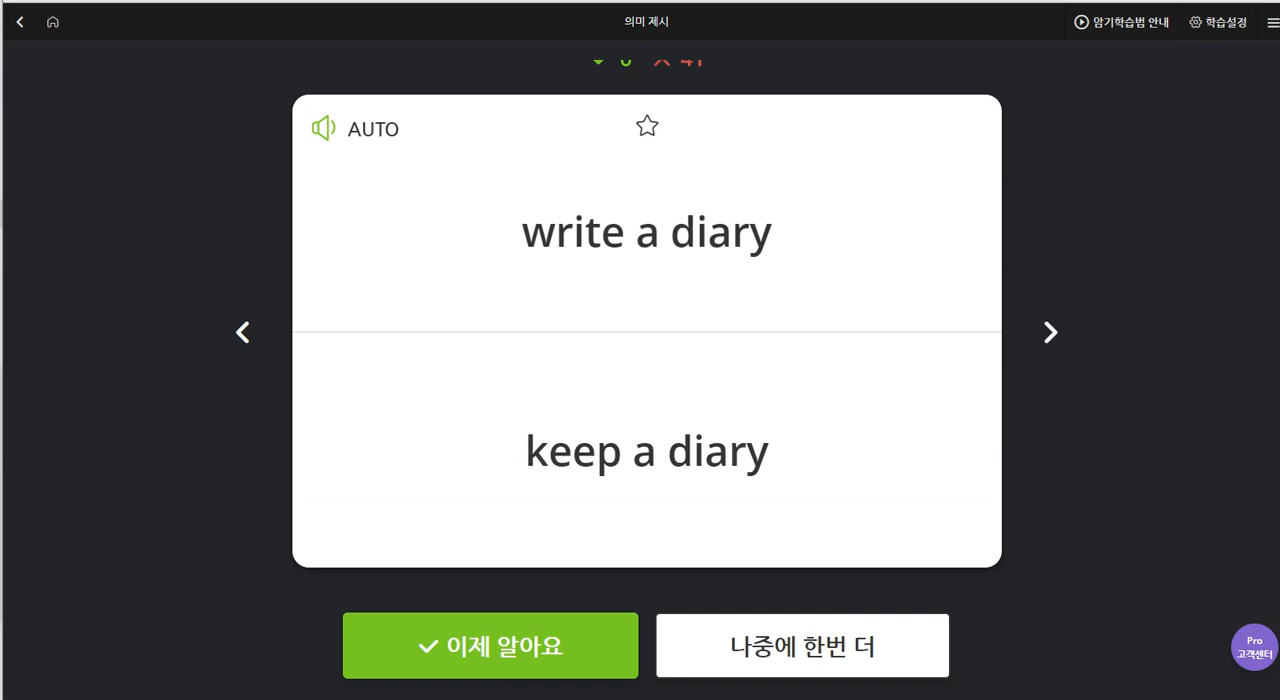 의미 제시
암기학습법 안내
학습설정
AUTO
write a diary
keep a diary
이제 알아요
나중에 한번 더
Pro
고객센터